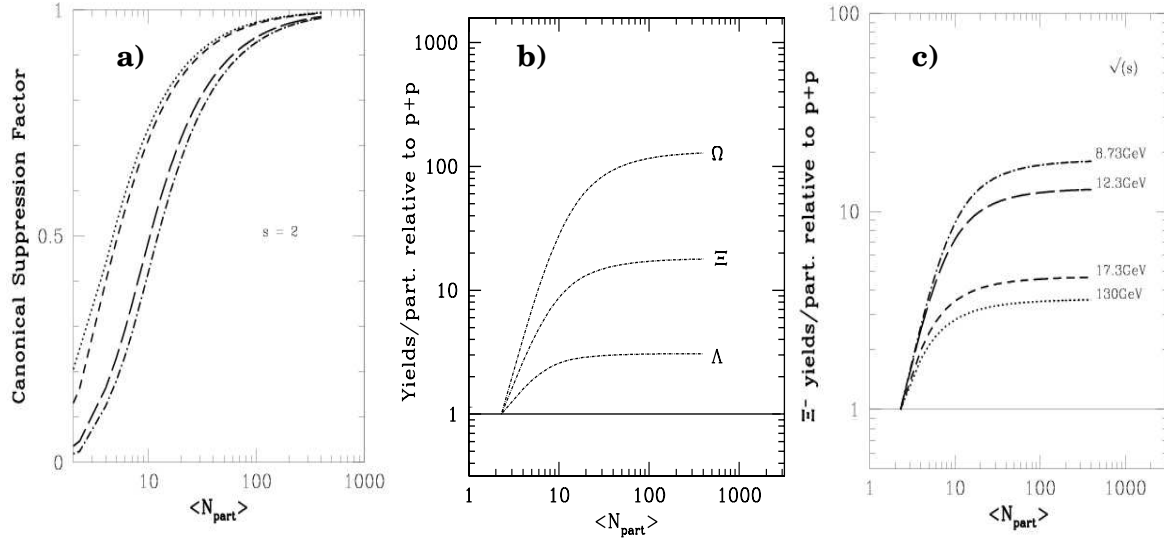 a)
Canonical Suppression Factor
1
0.5
0
s = 2
10
100
1000
<N_part>
b)
Yields/part. relative to p+p
1000
100
10
1
Ω
Ξ
Λ
1
10
100
1000
<N_part>
c)
Ξ⁻ yields/part. relative to p+p
100
10
1
√(s)
8.73GeV
12.3GeV
17.3GeV
130GeV
1
10
100
1000
<N_part>